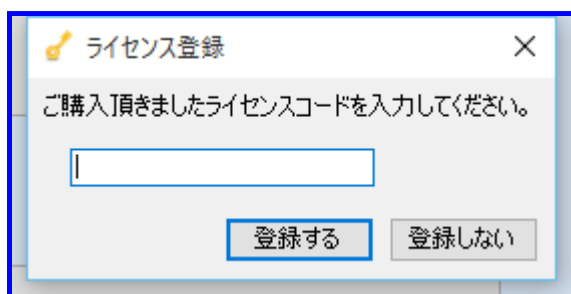 ライセンス登録
ご購入頂きましたライセンスコードを入力してください。
登録する 登録しない